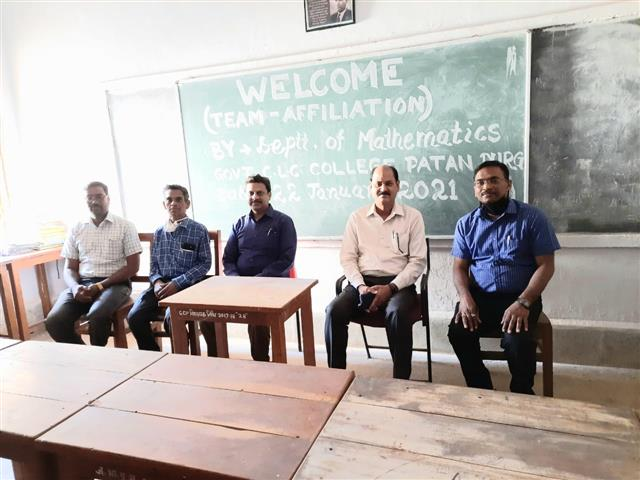 WELCOME
(TEAM - AFFILIATION)
BY → Deptt. of Mathematics
GOVT. C.L.C COLLEGE PATAN DURG
22 January 2021